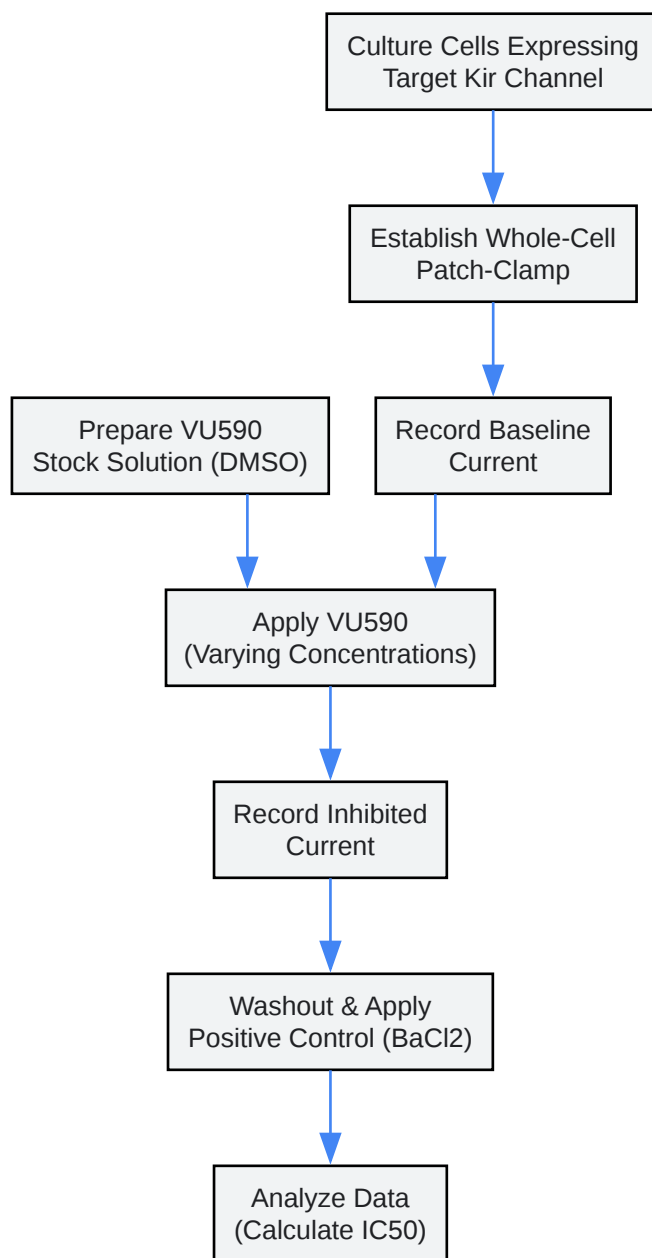 Culture Cells Expressing
Target Kir Channel
Establish Whole-Cell
Patch-Clamp
Prepare VU590
Stock Solution (DMSO)
Record Baseline
Current
Apply VU590
(Varying Concentrations)
Record Inhibited
Current
Washout & Apply
Positive Control (BaCl2)
Analyze Data
(Calculate IC50)